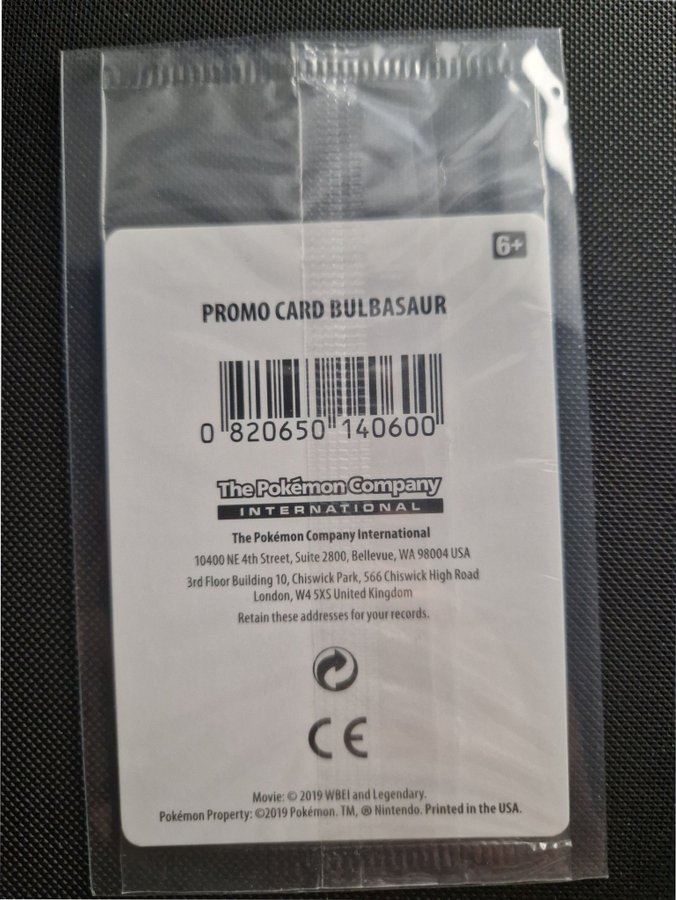 6+
PROMO CARD BULBASAUR
0 820650 140600
The Pokémon Company
INTERNATIONAL
The Pokémon Company International
10400 NE 4th Street, Suite 2800, Bellevue, WA 98004 USA
3rd Floor Building 10, Chiswick Park, 566 Chiswick High Road
London, W4 5XS United Kingdom
Retain these addresses for your records.
CE
Movie: © 2019 WBEI and Legendary.
Pokémon Property: ©2019 Pokémon. TM, ® Nintendo. Printed in the USA.